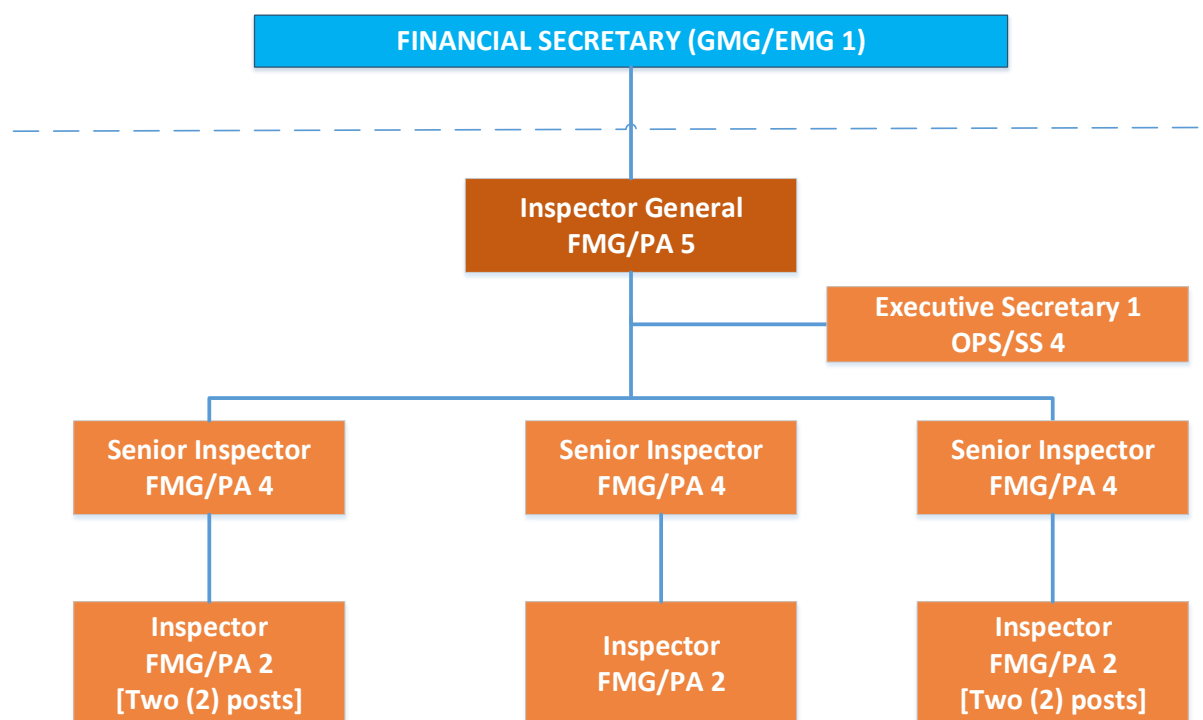 FINANCIAL SECRETARY (GMG/EMG 1)
Inspector General
FMG/PA 5
Executive Secretary 1
OPS/SS 4
Senior Inspector
FMG/PA 4
Senior Inspector
FMG/PA 4
Senior Inspector
FMG/PA 4
Inspector
FMG/PA 2
[Two (2) posts]
Inspector
FMG/PA 2
Inspector
FMG/PA 2
[Two (2) posts]